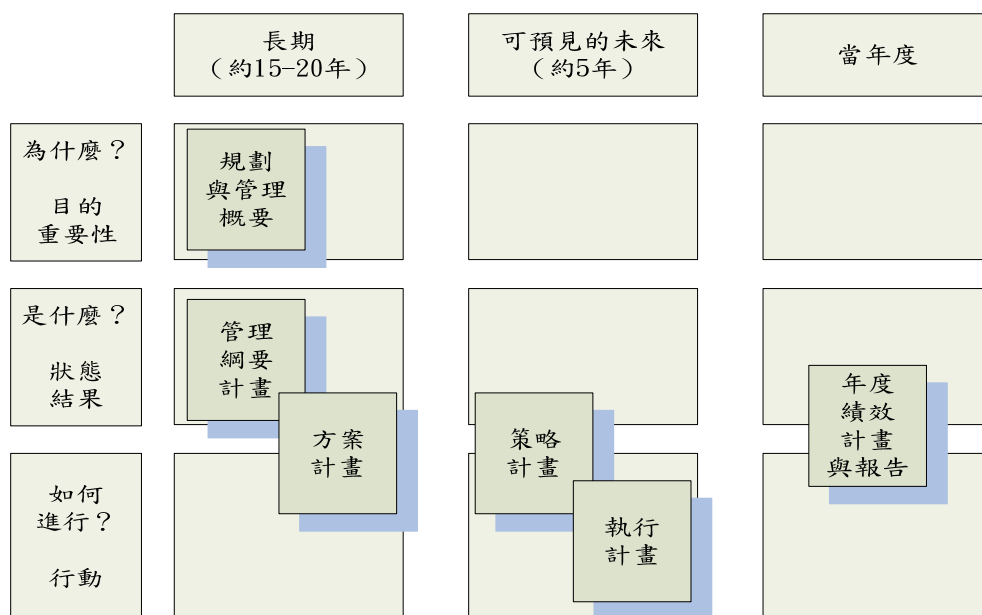 長期
（約15-20年）
可預見的未來
（約5年）
當年度
為什麼？
目的
重要性
規劃
與管理
概要
是什麼？
狀態
結果
管理
綱要
計畫
方案
計畫
策略
計畫
年度
績效
計畫
與報告
如何
進行？
行動
執行
計畫